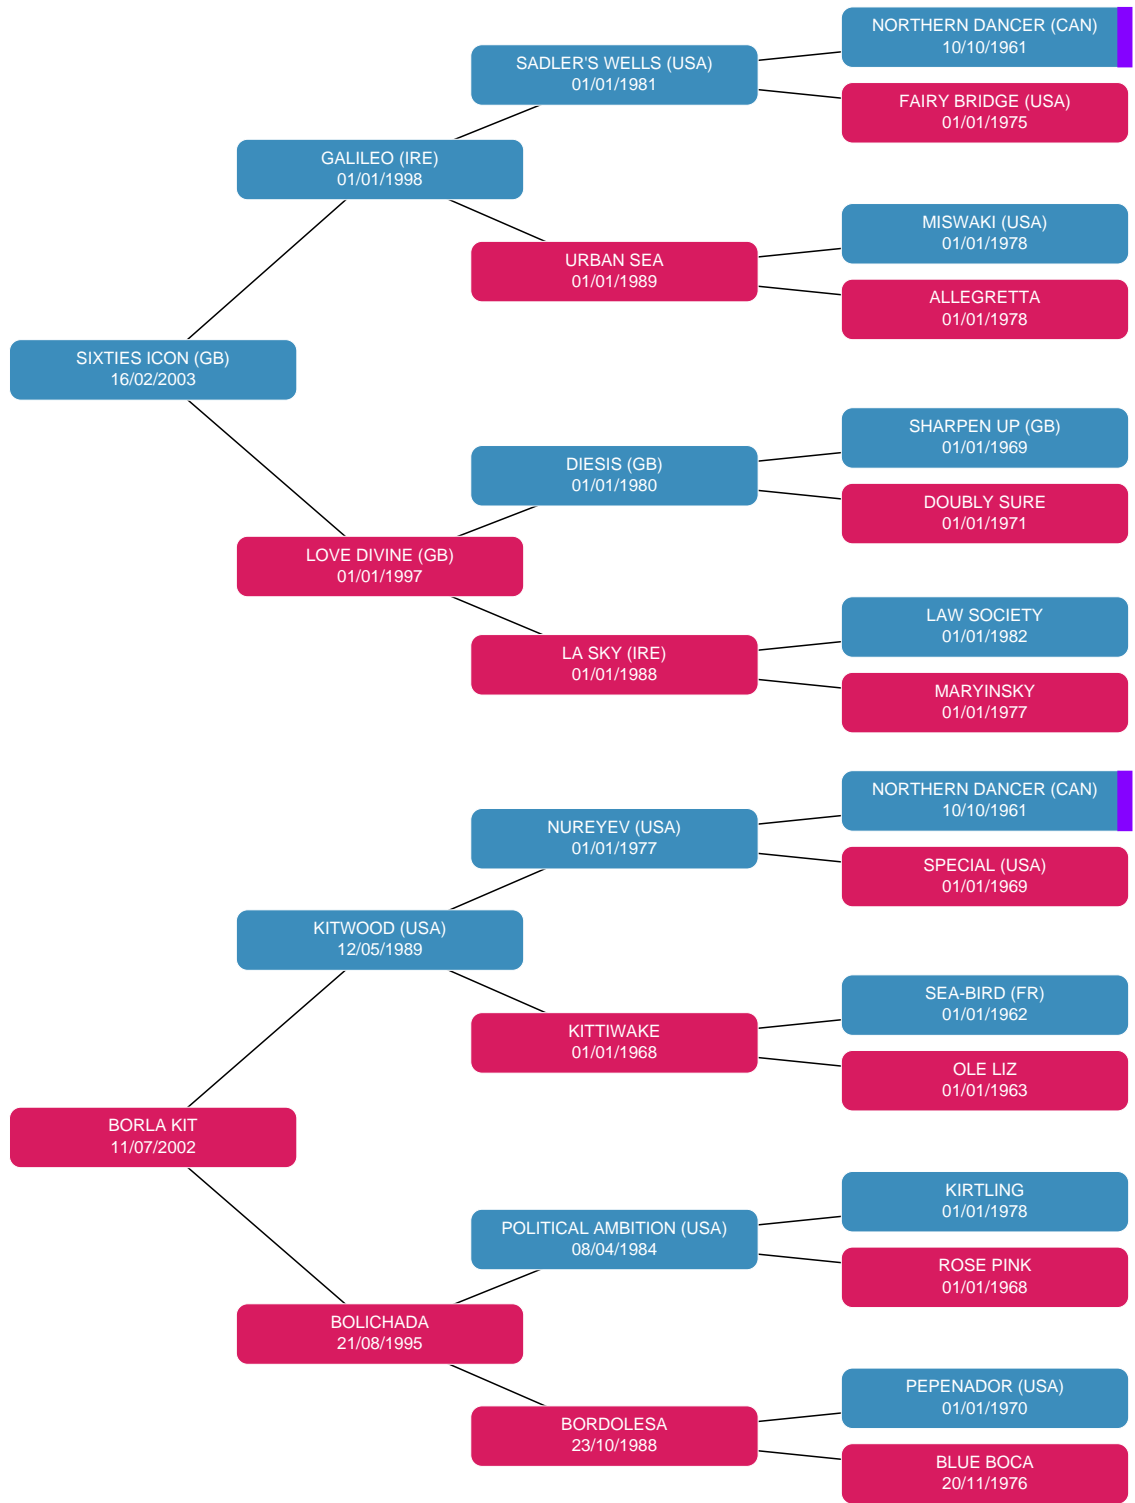 NORTHERN DANCER (CAN)
10/10/1961
SADLER'S WELLS (USA)
01/01/1981
FAIRY BRIDGE (USA)
01/01/1975
GALILEO (IRE)
01/01/1998
MISWAKI (USA)
01/01/1978
URBAN SEA
01/01/1989
ALLEGRETTA
01/01/1978
SIXTIES ICON (GB)
16/02/2003
SHARPEN UP (GB)
01/01/1969
DIESIS (GB)
01/01/1980
DOUBLY SURE
01/01/1971
LOVE DIVINE (GB)
01/01/1997
LAW SOCIETY
01/01/1982
LA SKY (IRE)
01/01/1988
MARYINSKY
01/01/1977
NORTHERN DANCER (CAN)
10/10/1961
NUREYEV (USA)
01/01/1977
SPECIAL (USA)
01/01/1969
KITWOOD (USA)
12/05/1989
SEA-BIRD (FR)
01/01/1962
KITTIWAKE
01/01/1968
OLE LIZ
01/01/1963
BORLA KIT
11/07/2002
KIRTLING
01/01/1978
POLITICAL AMBITION (USA)
08/04/1984
ROSE PINK
01/01/1968
BOLICHADA
21/08/1995
PEPENADOR (USA)
01/01/1970
BORDOLESA
23/10/1988
BLUE BOCA
20/11/1976